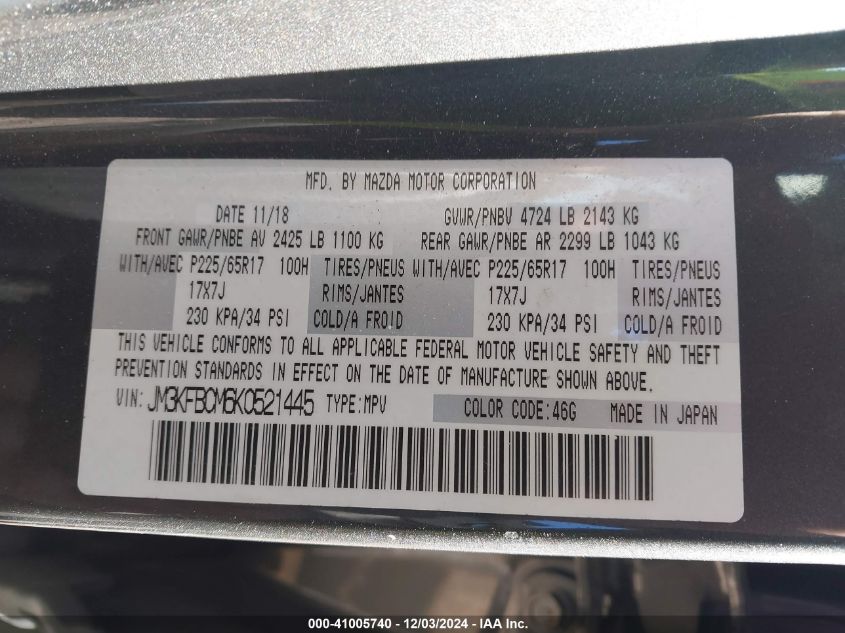 MFD. BY MAZDA MOTOR CORPORATION
DATE 11/18 GVWR/PNBV 4724 LB 2143 KG
FRONT GAWR/PNBE AV 2425 LB 1100 KG REAR GAWR/PNBE AR 2299 LB 1043 KG
WITH/AVEC P225/65R17 100H TIRES/PNEUS WITH/AVEC P225/65R17 100H TIRES/PNEUS
17X7J RIMS/JANTES 17X7J RIMS/JANTES
230 KPA/34 PSI COLD/A FROID 230 KPA/34 PSI COLD/A FROID
THIS VEHICLE CONFORMS TO ALL APPLICABLE FEDERAL MOTOR VEHICLE SAFETY AND THEFT
PREVENTION STANDARDS IN EFFECT ON THE DATE OF MANUFACTURE SHOWN ABOVE.
VIN: JM3KFBCM6K0521445 TYPE:MPV COLOR CODE:46G MADE IN JAPAN
000-41005740 - 12/03/2024 - IAA Inc.